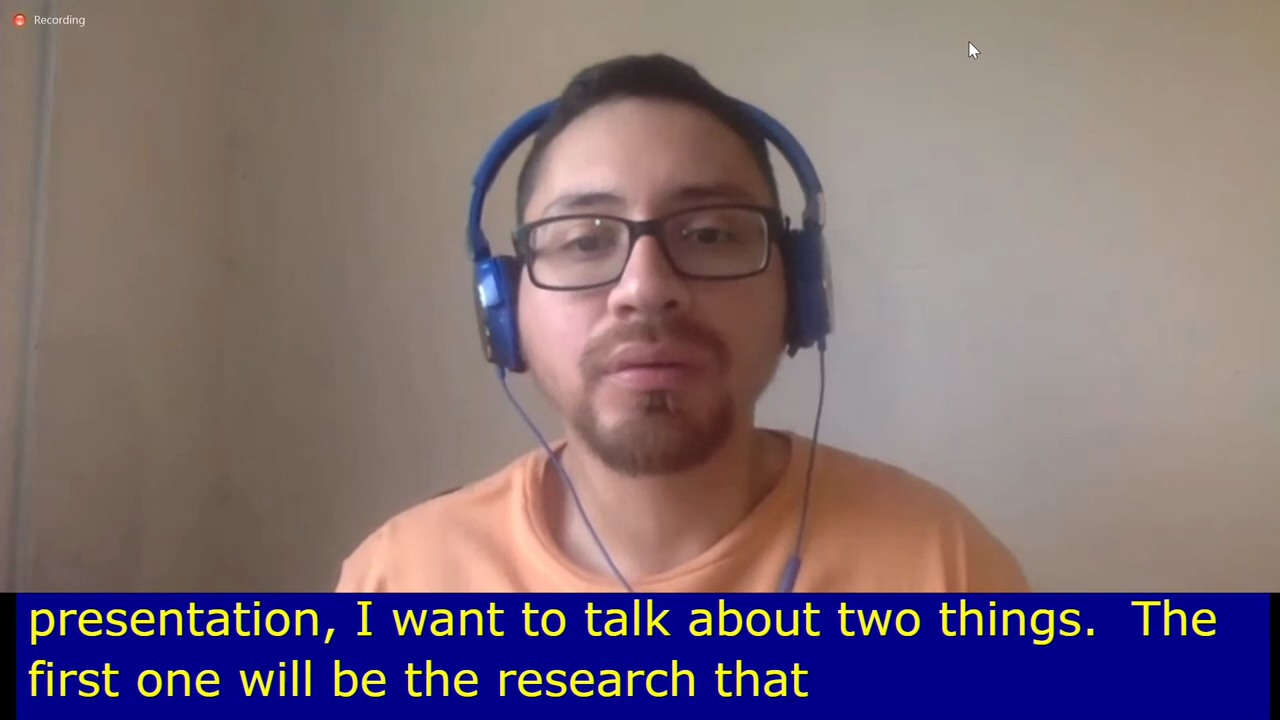 Recording
presentation, I want to talk about two things.  The
first one will be the research that